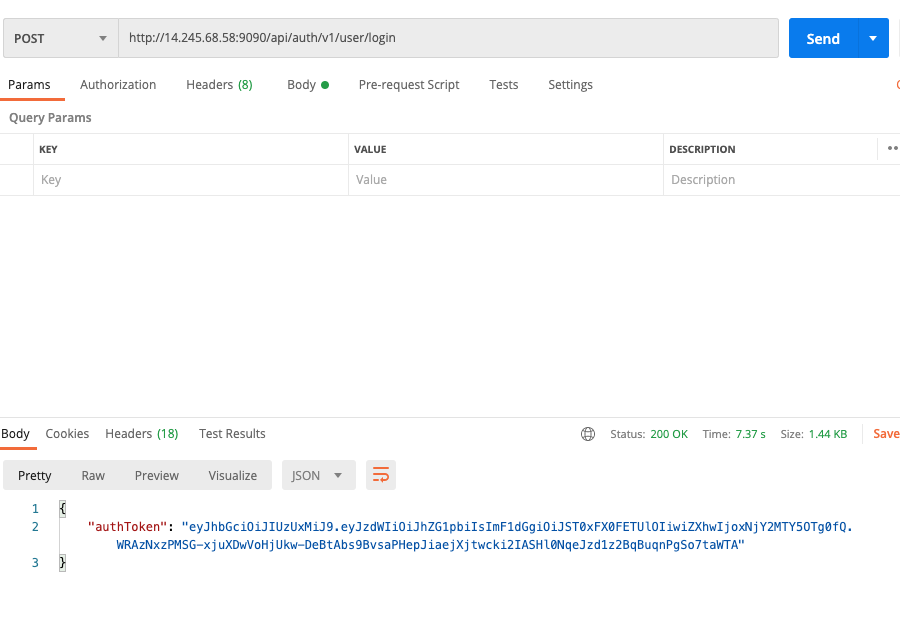 POST http://14.245.68.58:9090/api/auth/v1/user/login Send
Params Authorization Headers (8) Body Pre-request Script Tests Settings
Query Params
KEY VALUE DESCRIPTION
Key Value Description
Body Cookies Headers (18) Test Results Status: 200 OK Time: 7.37 s Size: 1.44 KB Save
Pretty Raw Preview Visualize JSON
1 {
2 "authToken": "eyJhbGciOiJIUzUxMiJ9.eyJzdWIiOiJhZG1pbiIsImF1dGgiOiJST0xFX0FETUlOIiwiZXhwIjoxNjY2MTY5OTg0fQ.
WRAzNxzPMSG-xjuXDwVoHjUkw-DeBtAbs9BvsaPHepJiaejXjtwcki2IASHl0NqeJzd1z2BqBuqnPgSo7taWTA"
3 }